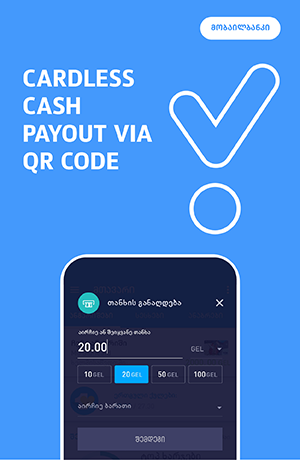 მობაილბანკი
CARDLESS
CASH
PAYOUT VIA
QR CODE
თანხის განაღდება
აირჩიე ან შეიყვანე თანხა
20.00 GEL
10 GEL 20 GEL 50 GEL 100 GEL
აირჩიე ბარათი
შემდეგი